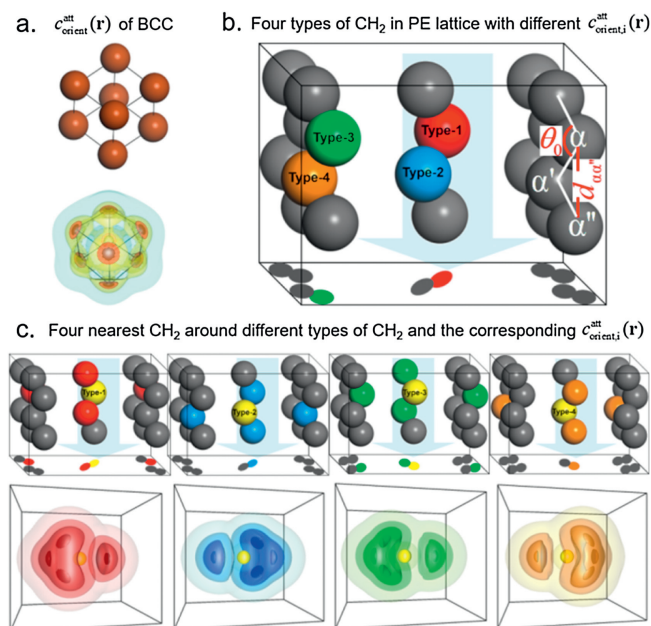 a. c^att_orient(r) of BCC
b. Four types of CH₂ in PE lattice with different c^att_orient,i(r)
Type-3
Type-1
Type-4
Type-2
θ₀
α
α'
α''
d_αα''
c. Four nearest CH₂ around different types of CH₂ and the corresponding c^att_orient,i(r)
Type-1
Type-2
Type-3
Type-4